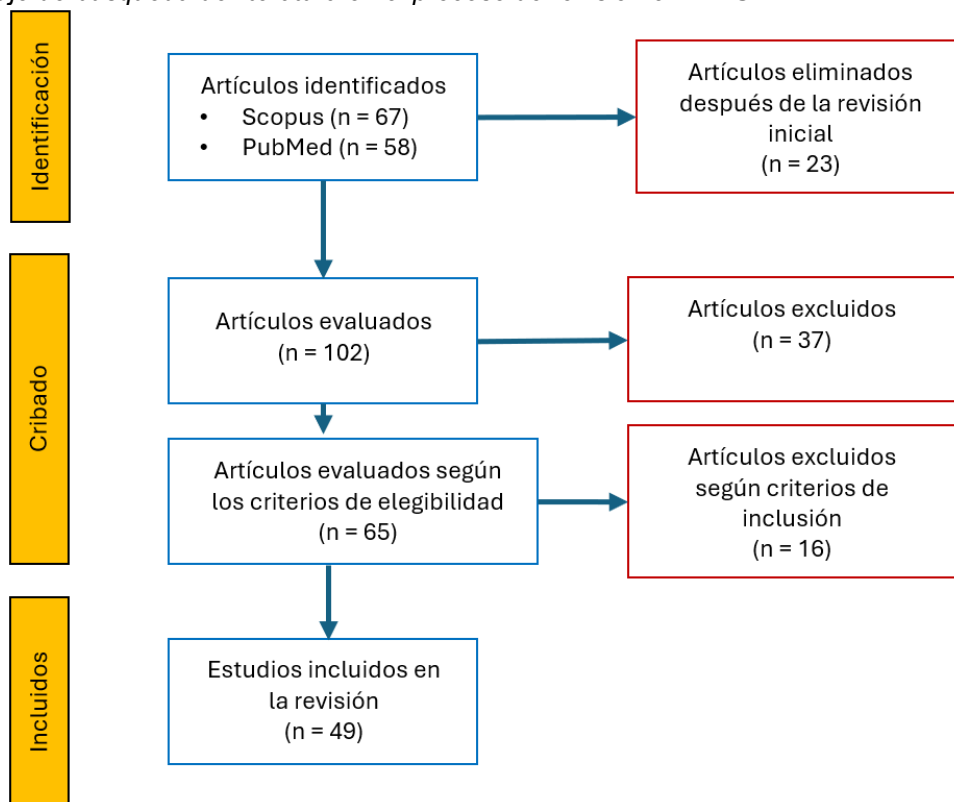 Identificación
Artículos identificados
• Scopus (n = 67)
• PubMed (n = 58)
Artículos eliminados
después de la revisión
inicial
(n = 23)
Cribado
Artículos evaluados
(n = 102)
Artículos excluidos
(n = 37)
Artículos evaluados según
los criterios de elegibilidad
(n = 65)
Artículos excluidos
según criterios de
inclusión
(n = 16)
Incluidos
Estudios incluidos en
la revisión
(n = 49)